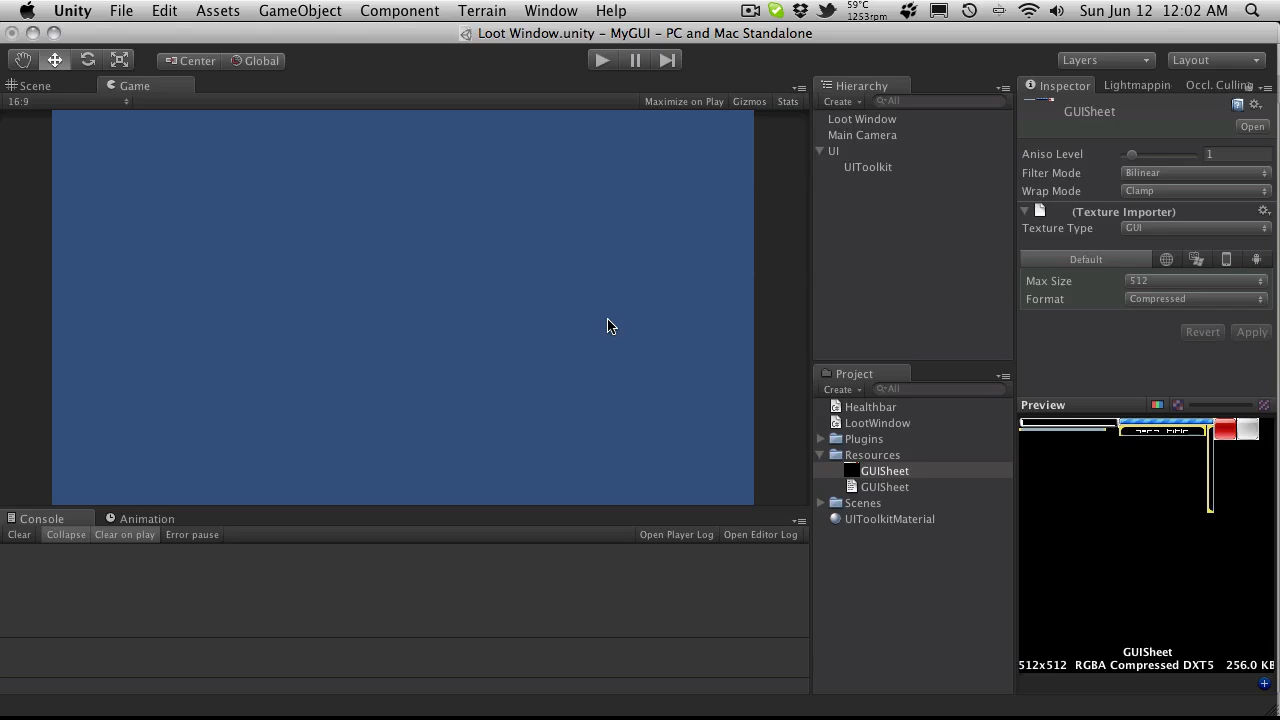 Unity File Edit Assets GameObject Component Terrain Window Help 59°C 1253rpm Sun Jun 12 12:02 AM
Loot Window.unity – MyGUI – PC and Mac Standalone
Center Global Layers Layout
Scene Game
16:9 Maximize on Play Gizmos Stats
Hierarchy
Create All
Loot Window
Main Camera
UI
UIToolkit
Inspector Lightmappin Occl. Culling
GUISheet
Open
Aniso Level 1
Filter Mode Bilinear
Wrap Mode Clamp
(Texture Importer)
Texture Type GUI
Default
Max Size 512
Format Compressed
Revert Apply
Project
Create All
Healthbar
LootWindow
Plugins
Resources
GUISheet
GUISheet
Scenes
UIToolkitMaterial
Preview
GUISheet
512x512 RGBA Compressed DXT5 256.0 KB
Console Animation
Clear Collapse Clear on play Error pause Open Player Log Open Editor Log